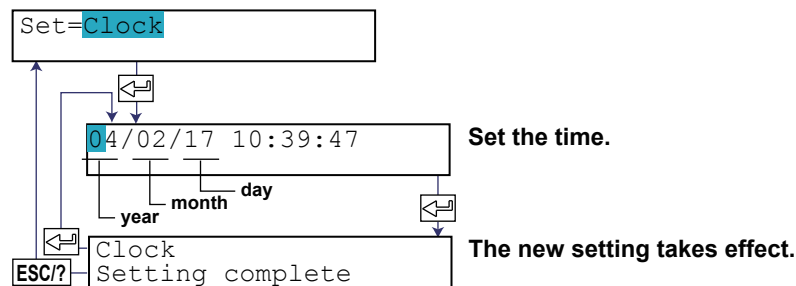 Set=Clock
04/02/17 10:39:47
Set the time.
year
month
day
Clock
Setting complete
The new setting takes effect.
ESC/?